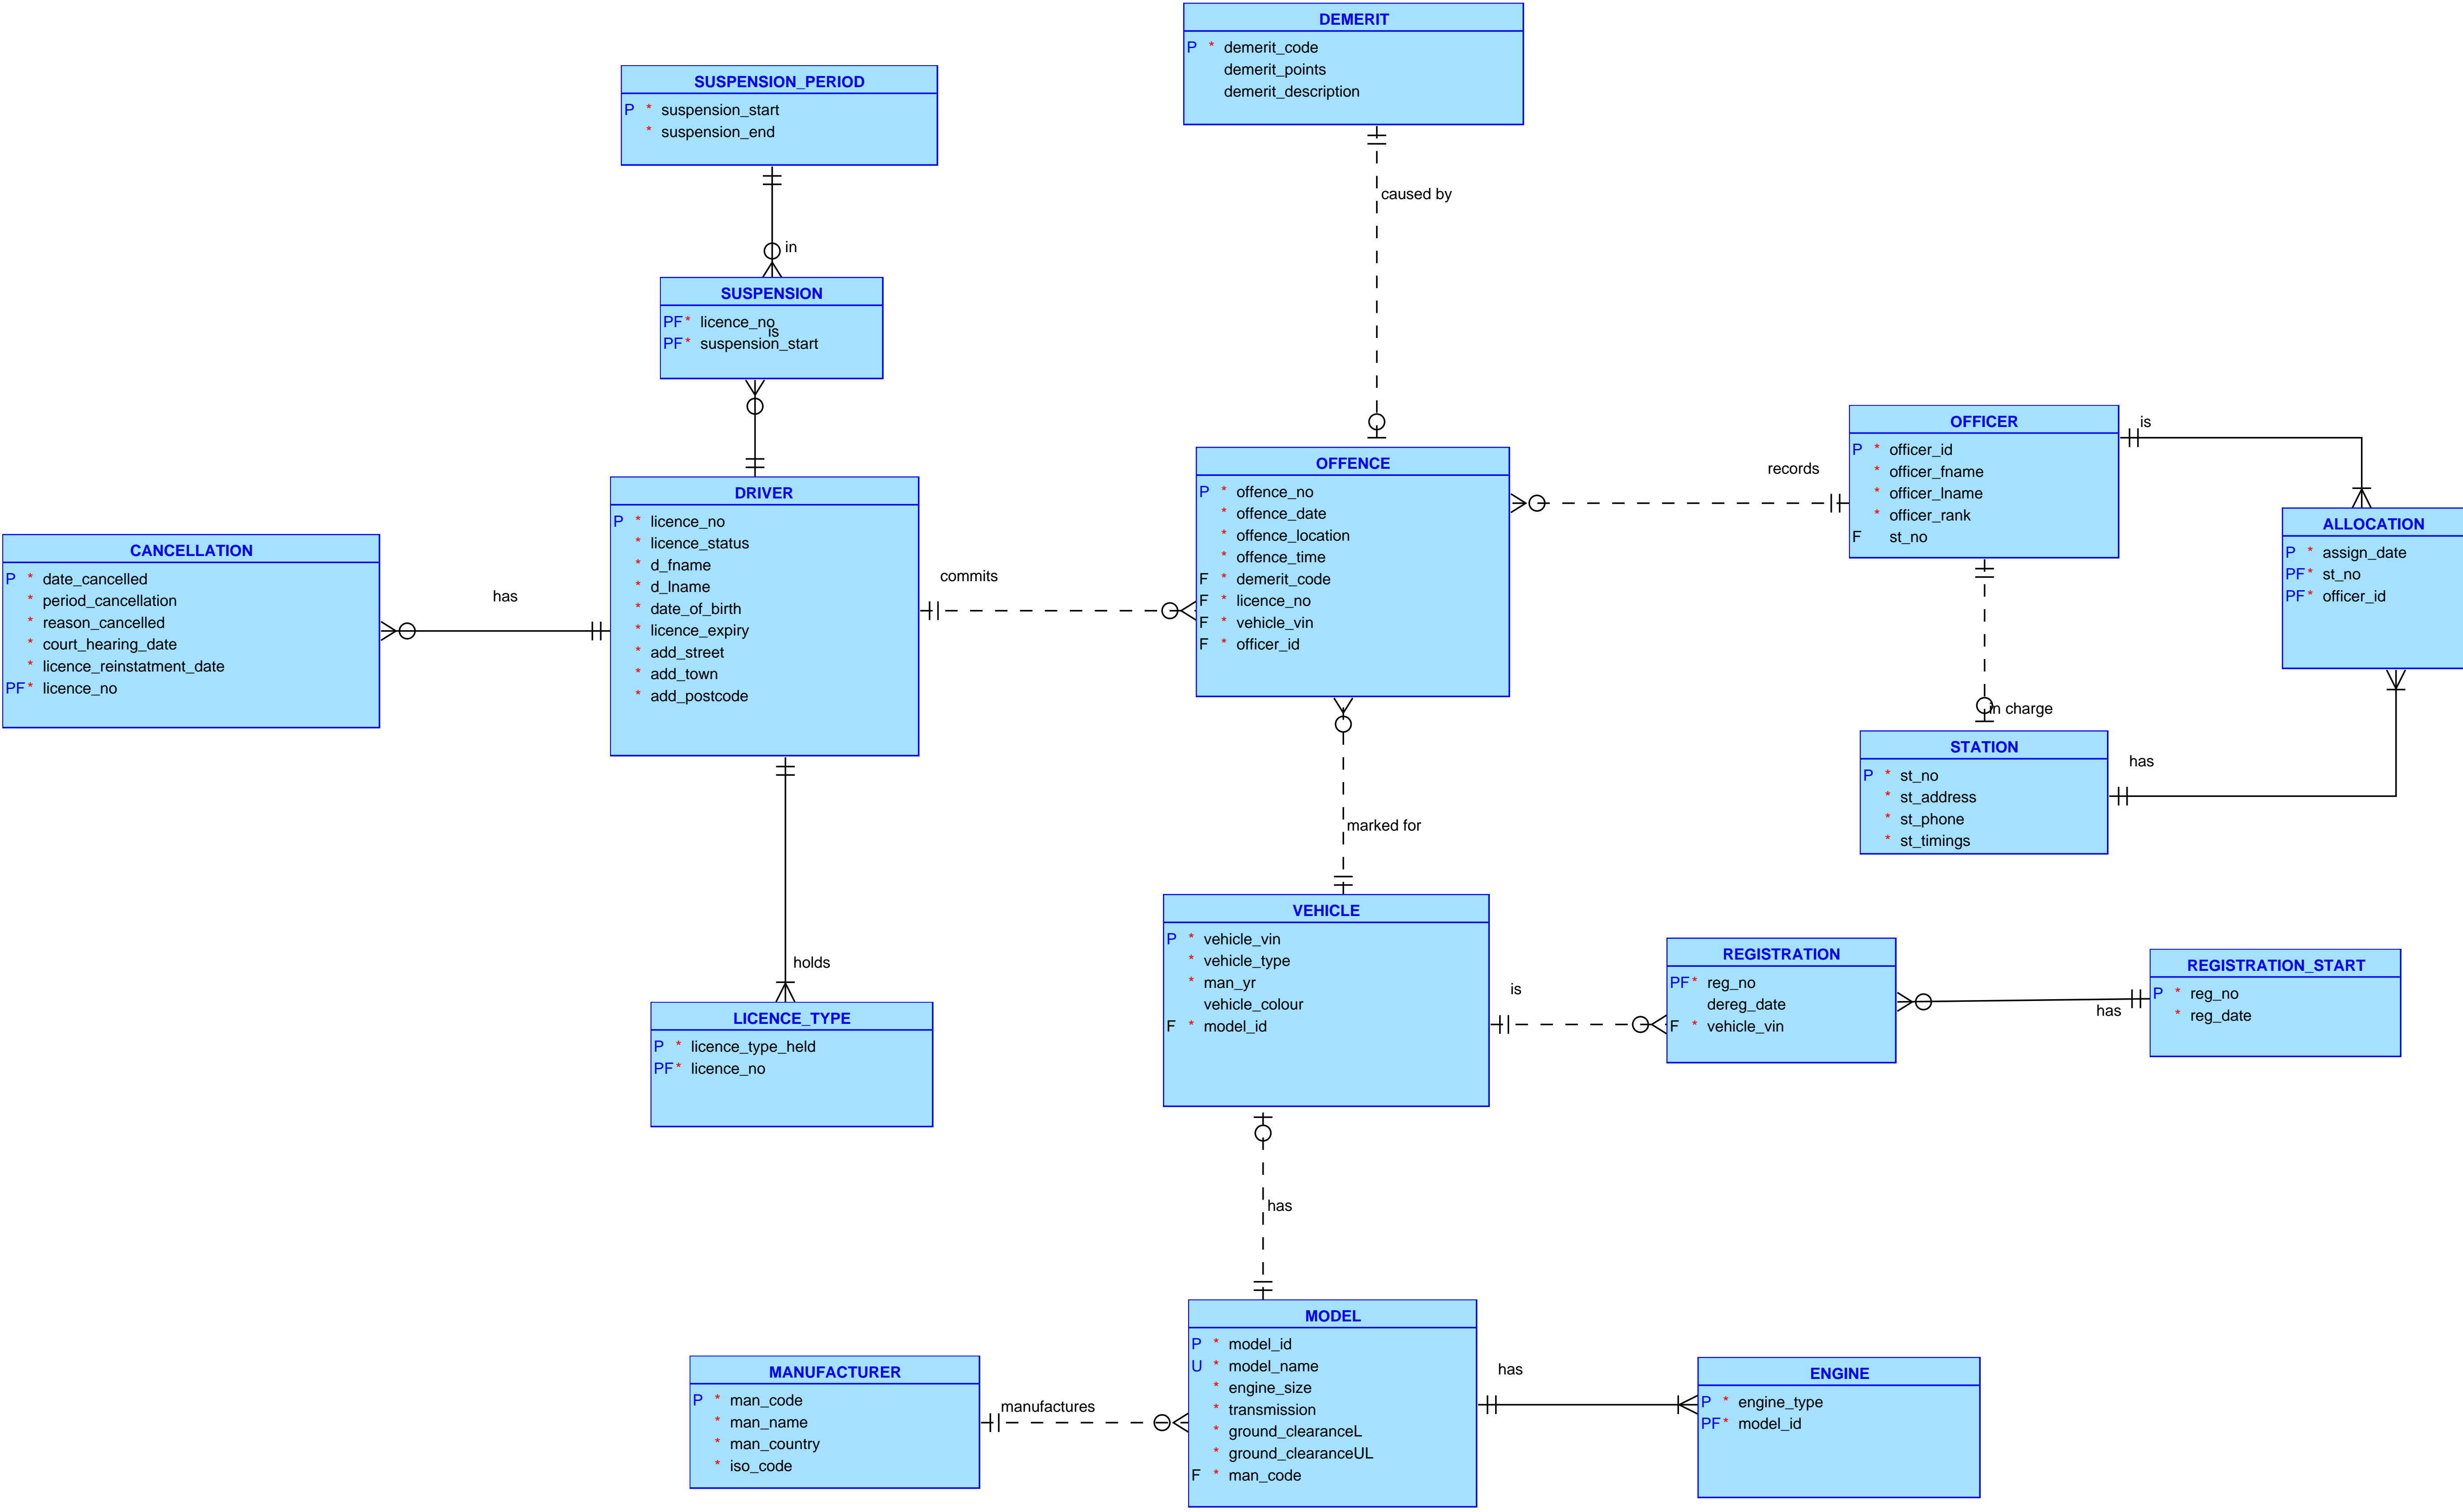 DEMERIT
P * demerit_code
demerit_points
demerit_description
SUSPENSION_PERIOD
P * suspension_start
* suspension_end
caused by
in
SUSPENSION
PF* licence_no
is
PF* suspension_start
OFFICER
P * officer_id
* officer_fname
* officer_lname
* officer_rank
F st_no
is
records
OFFENCE
P * offence_no
* offence_date
* offence_location
* offence_time
F * demerit_code
F * licence_no
F * vehicle_vin
F * officer_id
DRIVER
P * licence_no
* licence_status
* d_fname
* d_lname
* date_of_birth
* licence_expiry
* add_street
* add_town
* add_postcode
commits
ALLOCATION
P * assign_date
PF* st_no
PF* officer_id
CANCELLATION
P * date_cancelled
* period_cancellation
* reason_cancelled
* court_hearing_date
* licence_reinstatment_date
PF* licence_no
has
in charge
STATION
P * st_no
* st_address
* st_phone
* st_timings
has
marked for
holds
VEHICLE
P * vehicle_vin
* vehicle_type
* man_yr
vehicle_colour
F * model_id
is
REGISTRATION
PF* reg_no
dereg_date
F * vehicle_vin
has
REGISTRATION_START
P * reg_no
* reg_date
LICENCE_TYPE
P * licence_type_held
PF* licence_no
has
MODEL
P * model_id
U * model_name
* engine_size
* transmission
* ground_clearanceL
* ground_clearanceUL
F * man_code
MANUFACTURER
P * man_code
* man_name
* man_country
* iso_code
manufactures
has
ENGINE
P * engine_type
PF* model_id